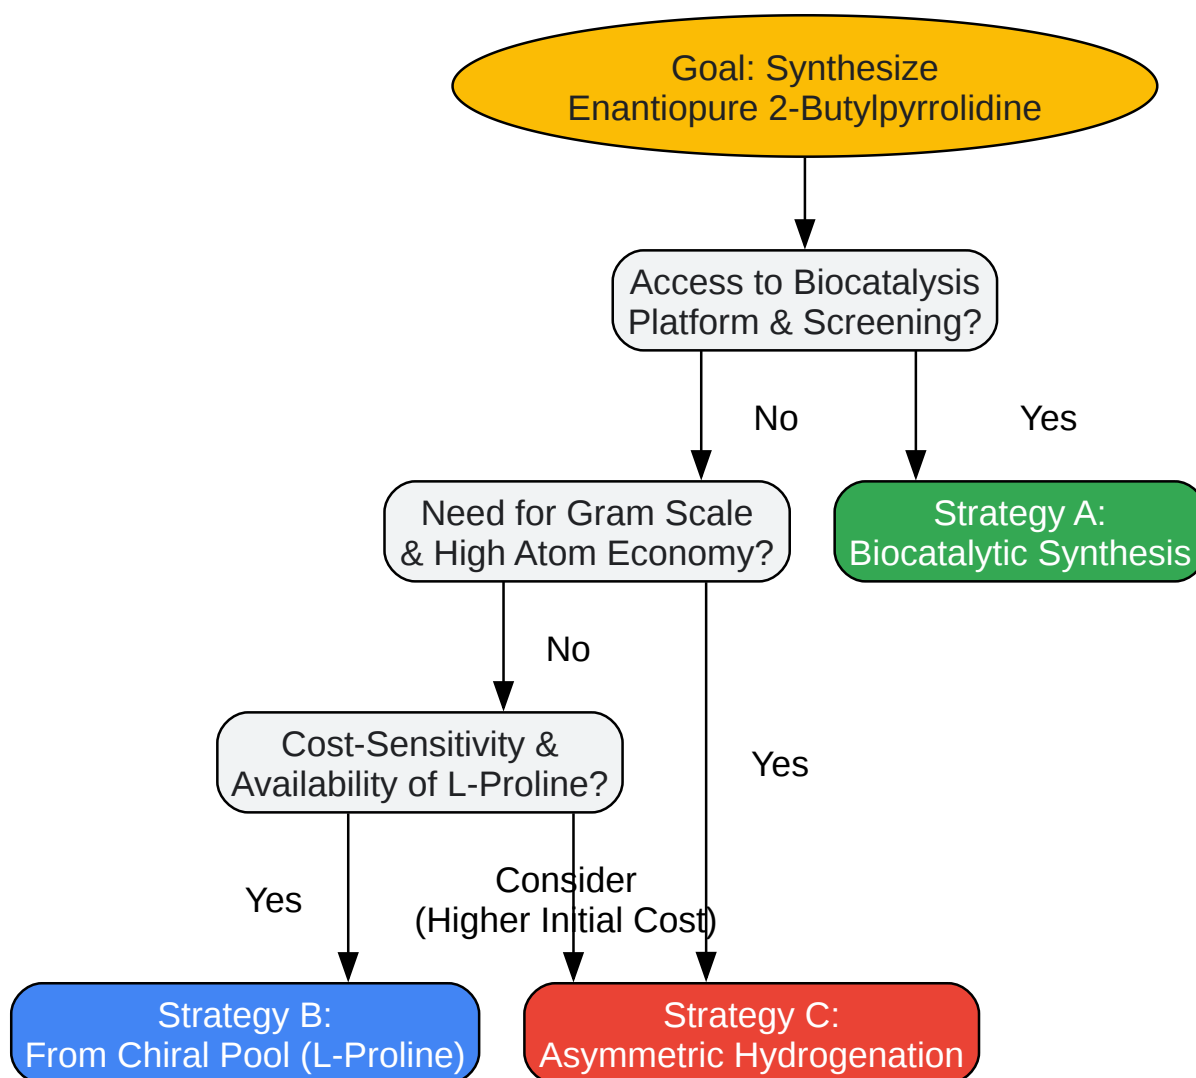 Goal: Synthesize
Enantiopure 2-Butylpyrrolidine
Access to Biocatalysis
Platform & Screening?
No
Yes
Need for Gram Scale
& High Atom Economy?
Strategy A:
Biocatalytic Synthesis
No
Cost-Sensitivity &
Availability of L-Proline?
Yes
Yes
Consider
(Higher Initial Cost)
Strategy B:
From Chiral Pool (L-Proline)
Strategy C:
Asymmetric Hydrogenation